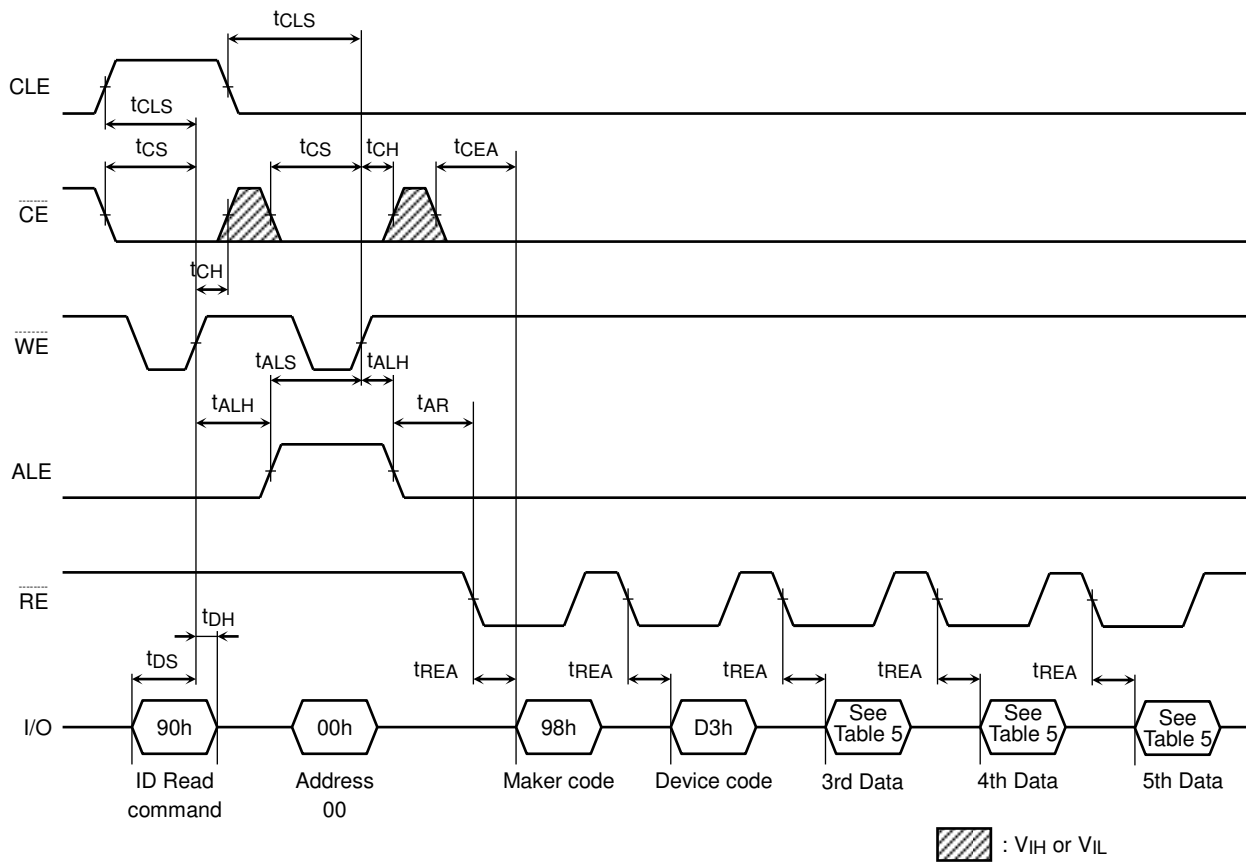 tCLS
CLE
tCLS
tCS
tCS
tCH
tCEA
CE
tCH
WE
tALS
tALH
tALH
tAR
ALE
RE
tDH
tDS
tREA
tREA
tREA
tREA
tREA
I/O
90h
00h
98h
D3h
See
Table 5
See
Table 5
See
Table 5
ID Read
command
Address
00
Maker code
Device code
3rd Data
4th Data
5th Data
: VIH or VIL